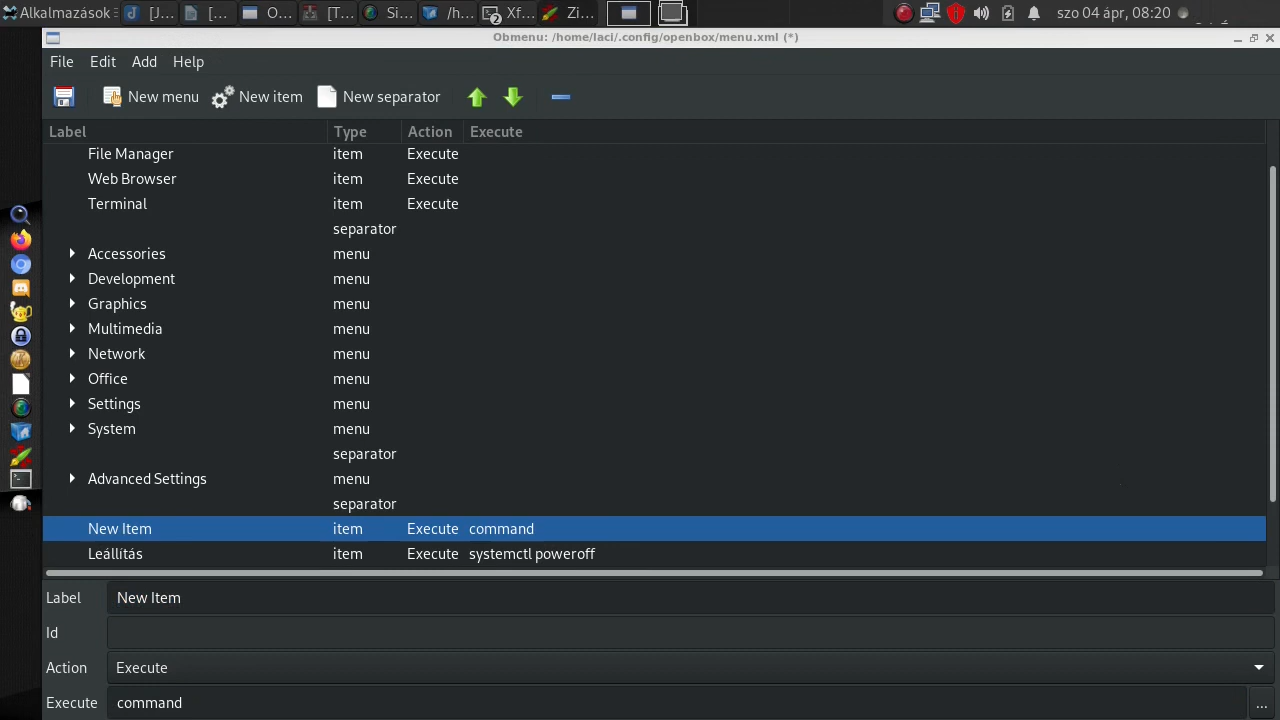 Alkalmazások [J... [... O... [T... Si... /h... 2 Xf... Zi... szo 04 ápr, 08:20
Obmenu: /home/laci/.config/openbox/menu.xml (*)
File Edit Add Help
New menu New item New separator
Label Type Action Execute
File Manager item Execute
Web Browser item Execute
Terminal item Execute
separator
Accessories menu
Development menu
Graphics menu
Multimedia menu
Network menu
Office menu
Settings menu
System menu
separator
Advanced Settings menu
separator
New Item item Execute command
Leállítás item Execute systemctl poweroff
Label New Item
Id
Action Execute
Execute command ...